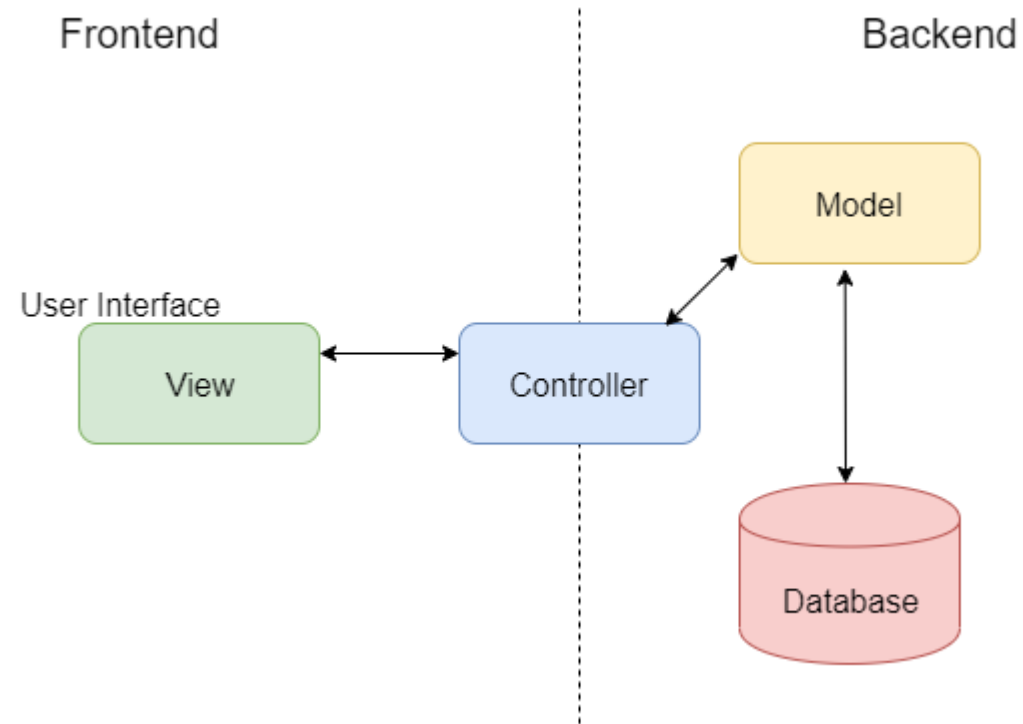 Frontend
Backend
Model
User Interface
View
Controller
Database